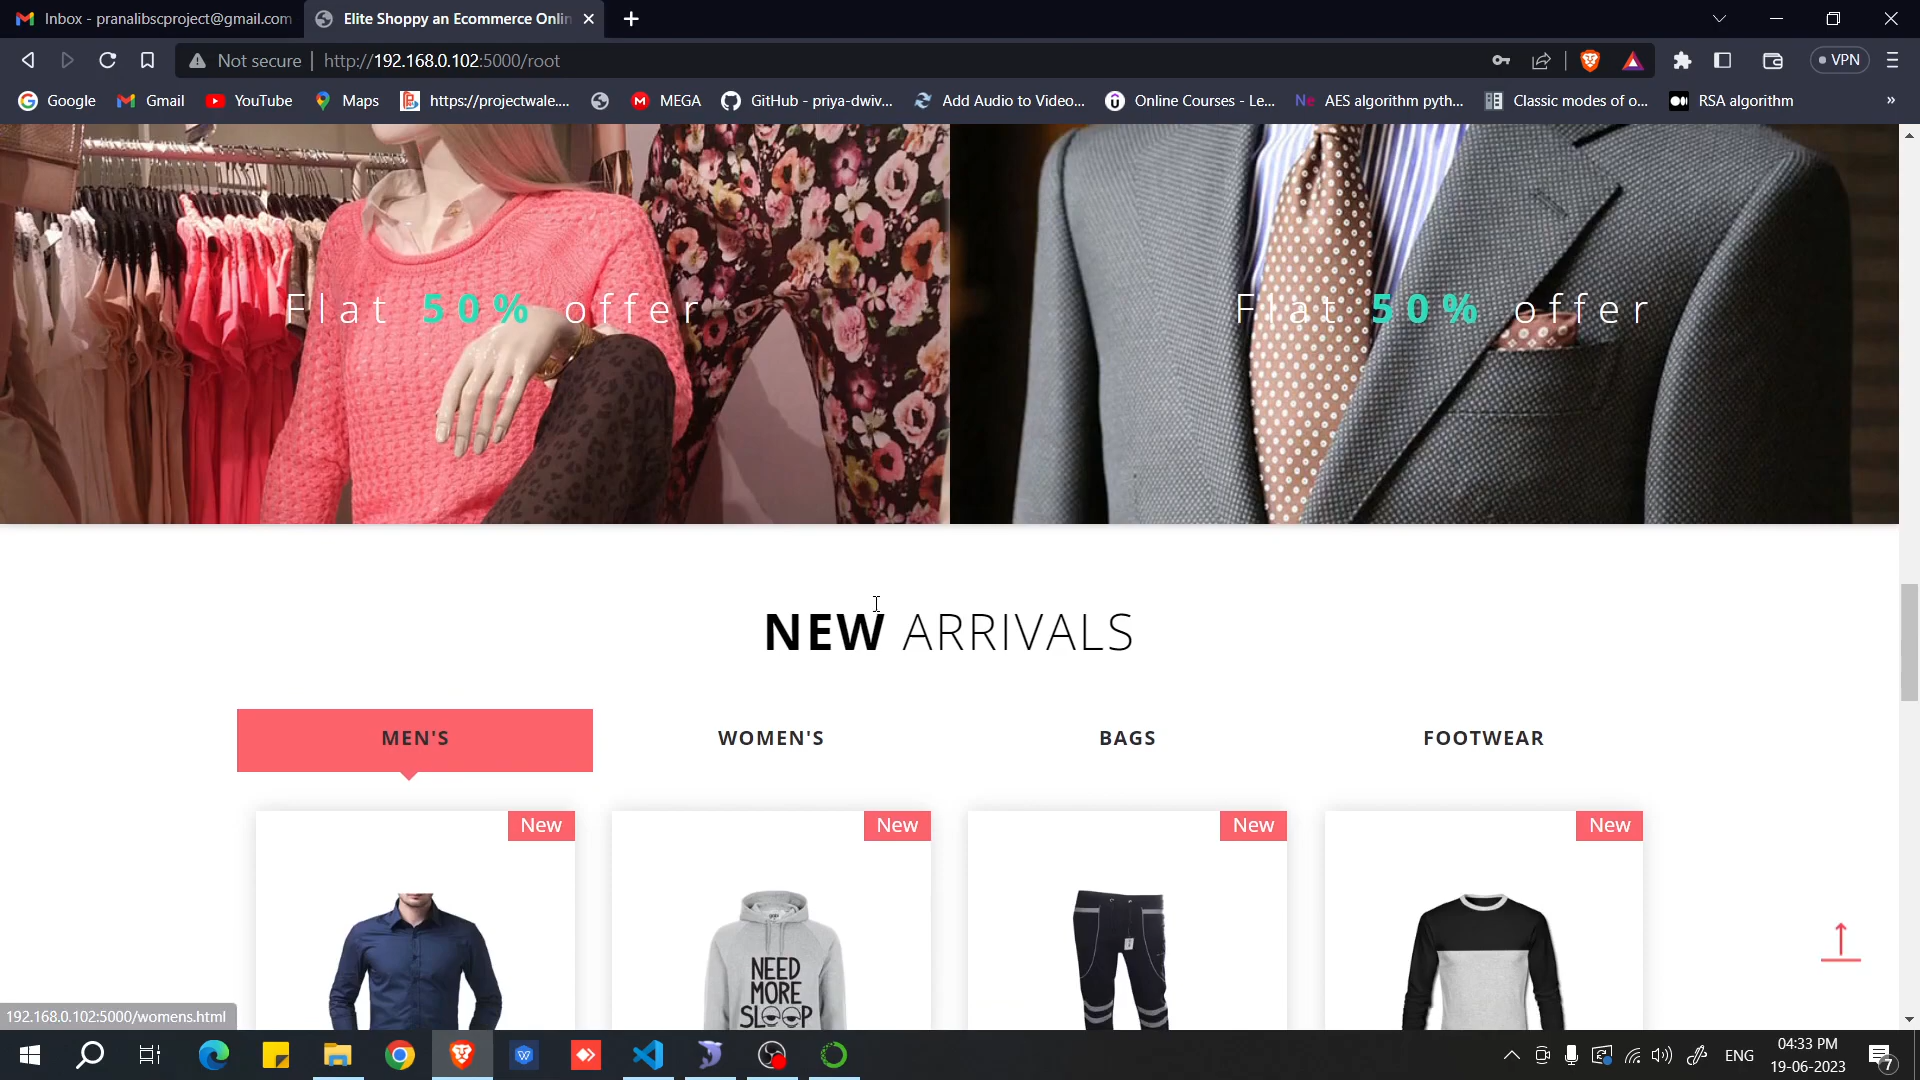 Inbox - pranalibscproject@gmail.com
Elite Shoppy an Ecommerce Onlin
Not secure
http://192.168.0.102:5000/root
VPN
Google
Gmail
YouTube
Maps
https://projectwale....
MEGA
GitHub - priya-dwiv...
Add Audio to Video...
Online Courses - Le...
AES algorithm pyth...
Classic modes of o...
RSA algorithm
»
Flat 50% offer
Flat 50% offer
NEW ARRIVALS
MEN'S
WOMEN'S
BAGS
FOOTWEAR
New
New
New
New
NEED
MORE
SLOOP
192.168.0.102:5000/womens.html
ENG
04:33 PM
19-06-2023
7